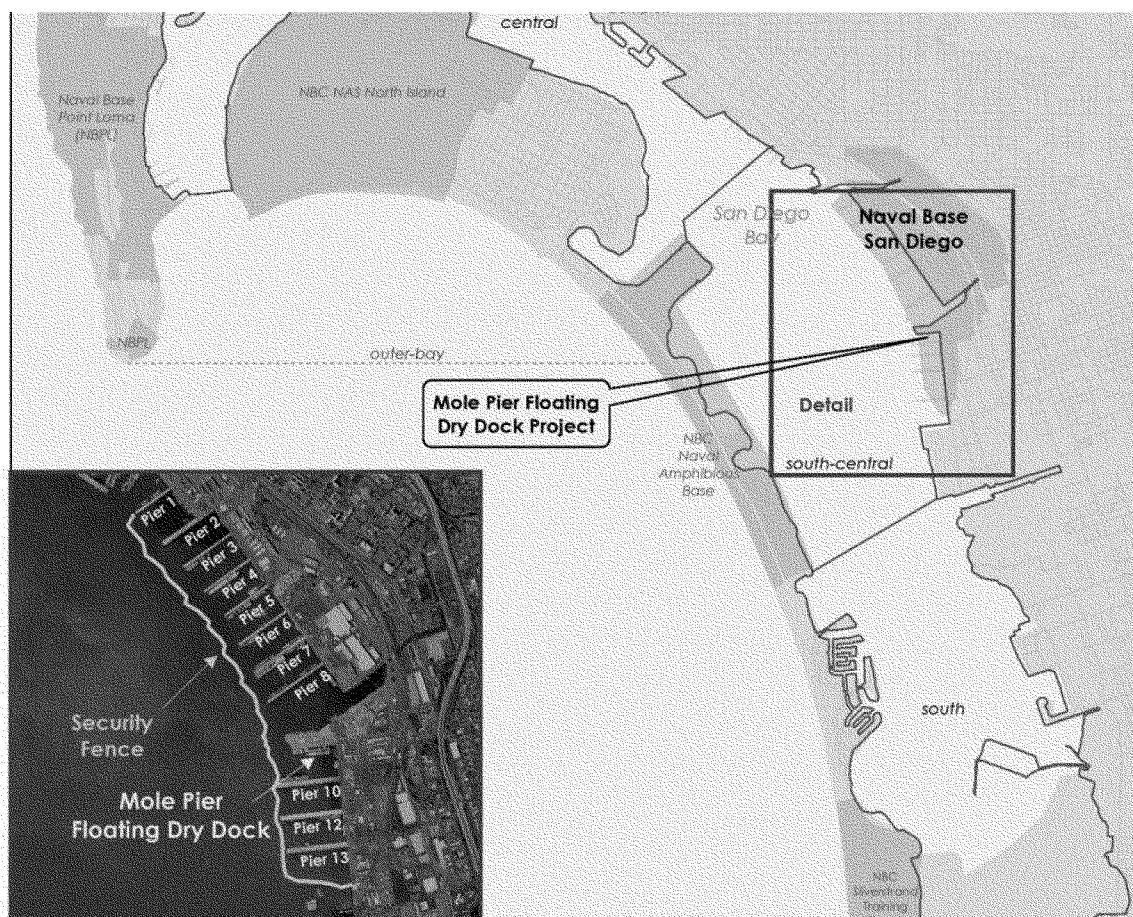 central
NBC NAS North Island
Naval Base
Point Loma
(NBPL)
San Diego
Bay
Naval Base
San Diego
NBPL
outer-bay
Mole Pier Floating
Dry Dock Project
Detail
NBC
Naval
Amphibious
Base
south-central
south
NBC
Silverstrand
Training
Pier 1
Pier 2
Pier 3
Pier 4
Pier 5
Pier 6
Pier 7
Pier 8
Security
Fence
Mole Pier
Floating Dry Dock
Pier 10
Pier 12
Pier 13